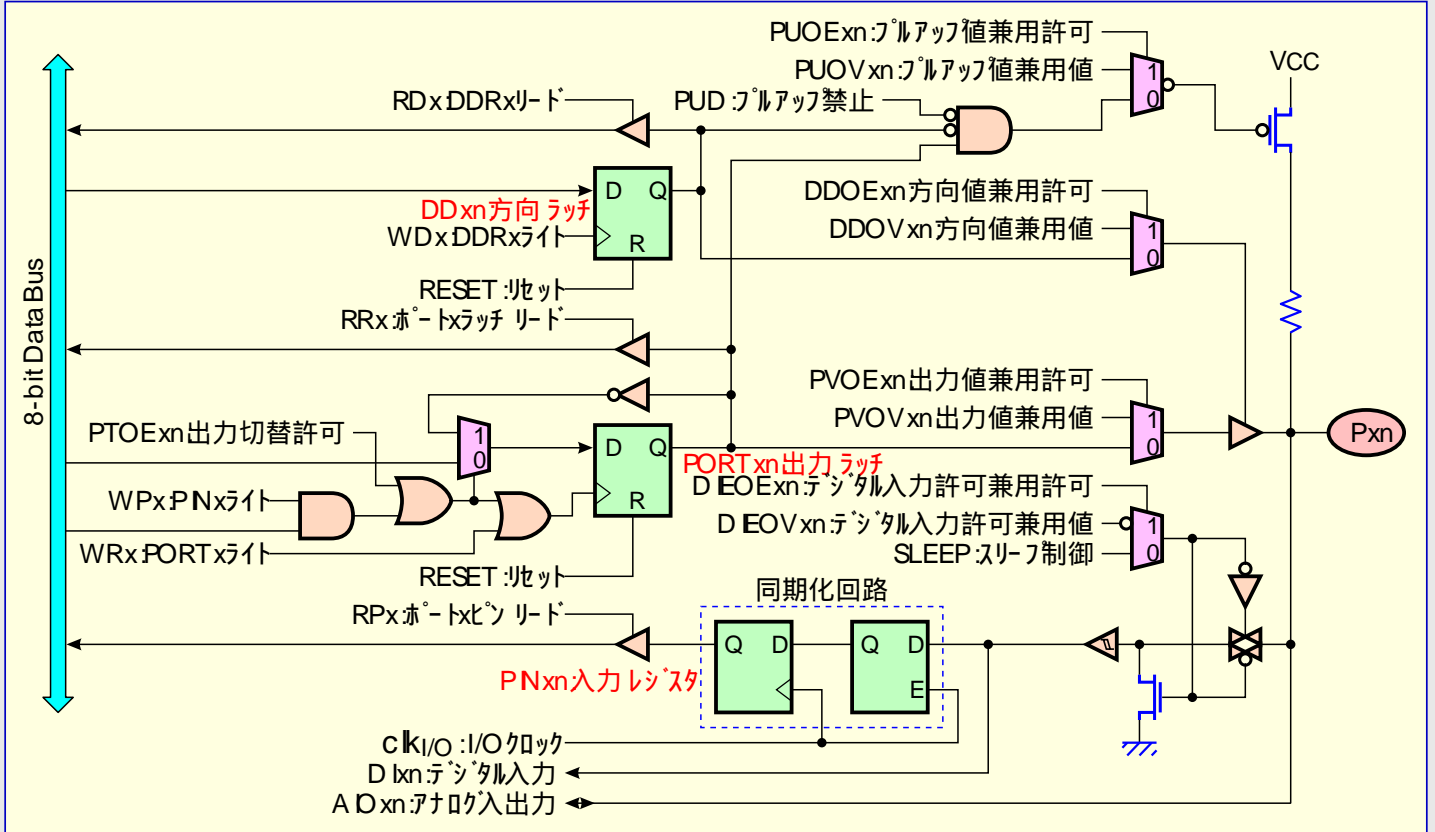 PUOExn:プルアップ値兼用許可
PUOVxn:プルアップ値兼用値
1
0
VCC
RDx:DDRxリード
PUD:プルアップ禁止
D Q
R
DDxn方向 ラッチ
WDx:DDRxライト
RESET:リセット
DDOExn方向値兼用許可
DDOVxn方向値兼用値
1
0
8-bit Data Bus
RRx:ポートxラッチ リード
PVOExn出力値兼用許可
PVOVxn出力値兼用値
1
0
Pxn
PTOExn出力切替許可
1
0
D Q
R
PORTxn出力 ラッチ
WPx:PINxライト
WRx:PORTxライト
RESET:リセット
DIEOExn:デジタル入力許可兼用許可
DIEOVxn:デジタル入力許可兼用値
SLEEP:スリープ制御
1
0
同期化回路
RPx:ポートxピン リード
Q D
Q D
E
PINxn入力 レジスタ
clkI/O:I/Oクロック
DIxn:デジタル入力
AIOxn:アナログ入出力